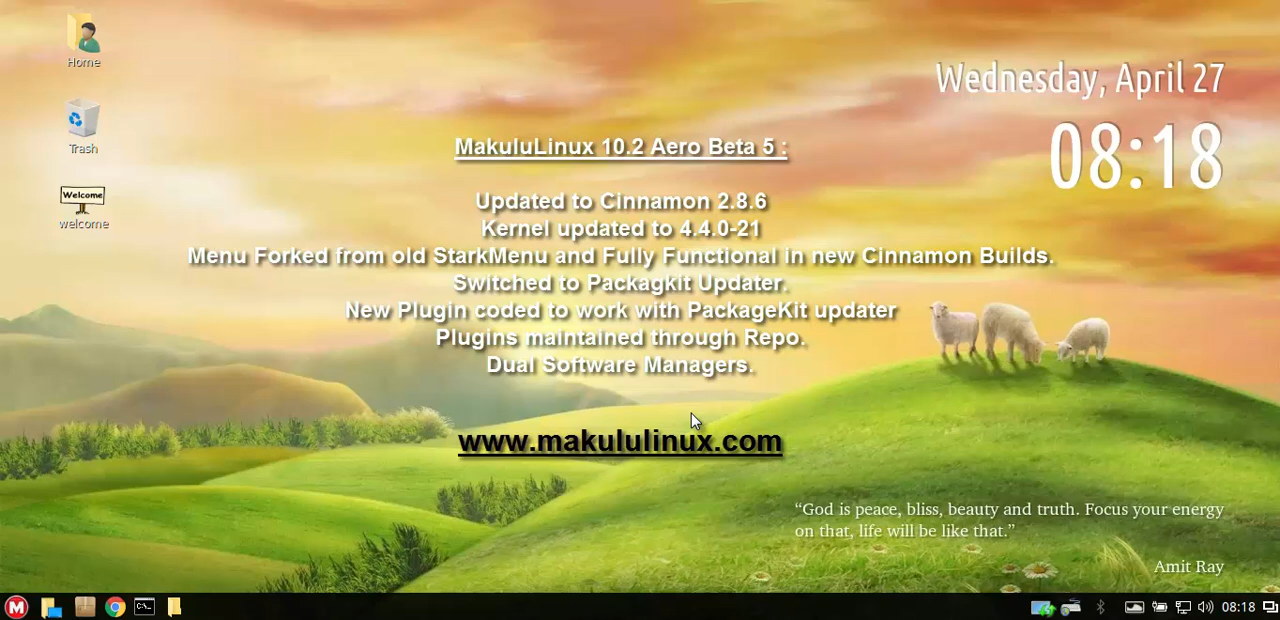 Home
Trash
Welcome
welcome
Wednesday, April 27
08:18
MakuluLinux 10.2 Aero Beta 5 :
Updated to Cinnamon 2.8.6
Kernel updated to 4.4.0-21
Menu Forked from old StarkMenu and Fully Functional in new Cinnamon Builds.
Switched to Packagkit Updater.
New Plugin coded to work with PackageKit updater
Plugins maintained through Repo.
Dual Software Managers.
www.makululinux.com
“God is peace, bliss, beauty and truth. Focus your energy
on that, life will be like that.”
Amit Ray
M
C:\_
08:18